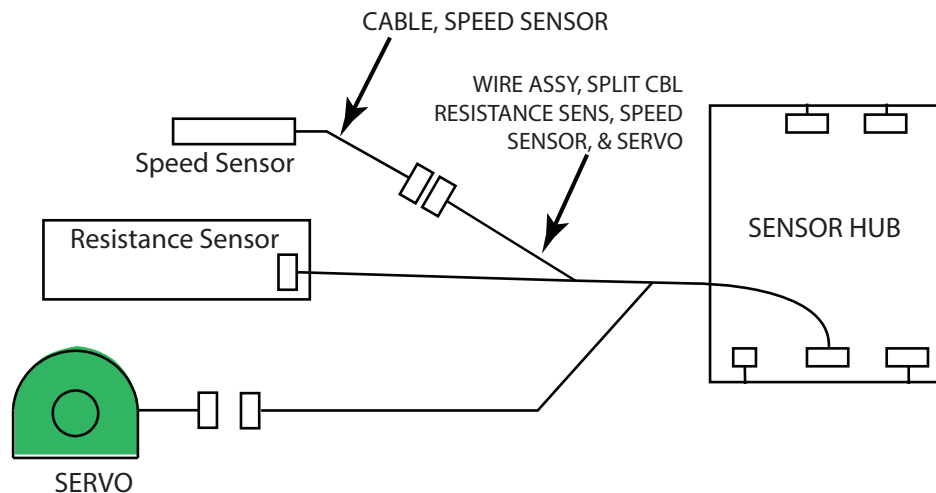 CABLE, SPEED SENSOR
WIRE ASSY, SPLIT CBL
RESISTANCE SENS, SPEED
SENSOR, & SERVO
Speed Sensor
Resistance Sensor
SENSOR HUB
SERVO